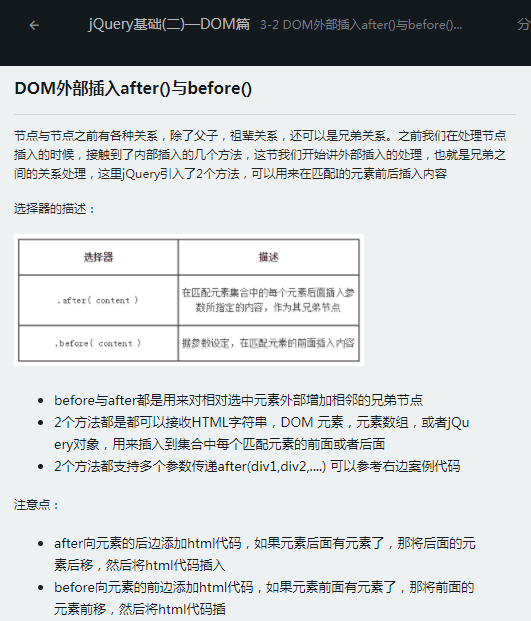 jQuery基础(二)—DOM篇 3-2 DOM外部插入after()与before()... 分
DOM外部插入after()与before()
节点与节点之前有各种关系，除了父子，祖辈关系，还可以是兄弟关系。之前我们在处理节点
插入的时候，接触到了内部插入的几个方法，这节我们开始讲外部插入的处理，也就是兄弟之
间的关系处理，这里jQuery引入了2个方法，可以用来在匹配I的元素前后插入内容
选择器的描述：
选择器 描述
.after( content ) 在匹配元素集合中的每个元素后面插入参
数所指定的内容，作为其兄弟节点
.before( content ) 据参数设定，在匹配元素的前面插入内容
before与after都是用来对相对选中元素外部增加相邻的兄弟节点
2个方法都是都可以接收HTML字符串，DOM 元素，元素数组，或者jQu
ery对象，用来插入到集合中每个匹配元素的前面或者后面
2个方法都支持多个参数传递after(div1,div2,....) 可以参考右边案例代码
注意点：
after向元素的后边添加html代码，如果元素后面有元素了，那将后面的元
素后移，然后将html代码插入
before向元素的前边添加html代码，如果元素前面有元素了，那将前面的
元素前移，然后将html代码插